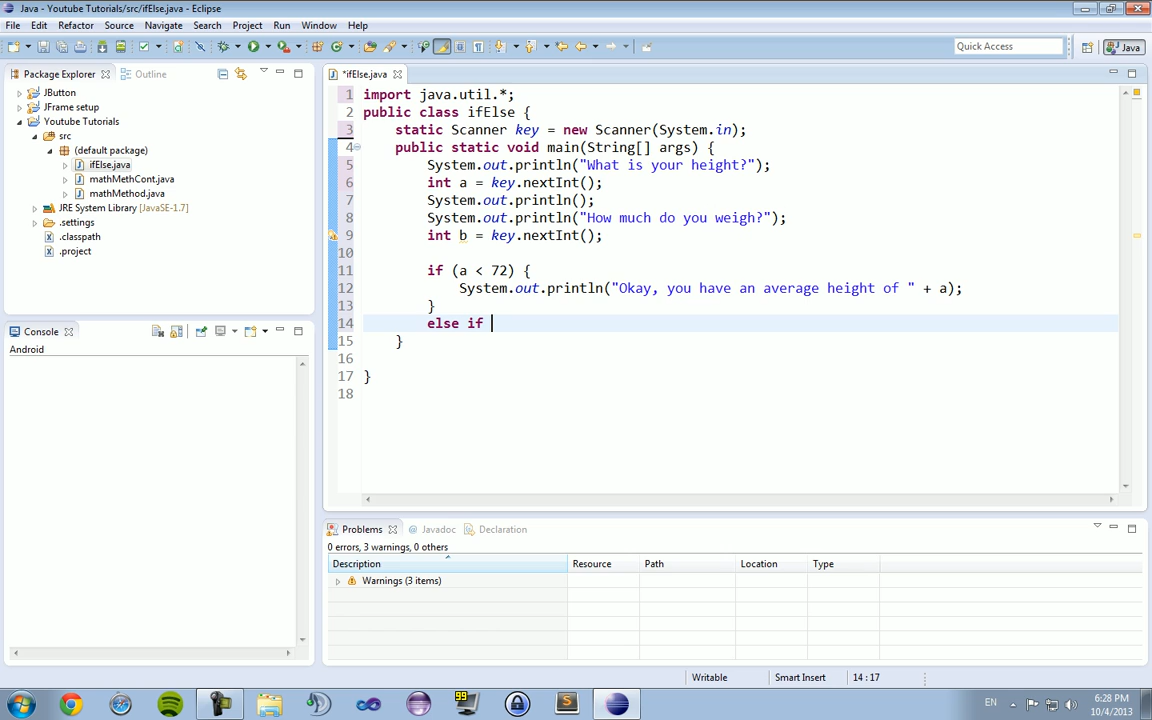 Java - Youtube Tutorials/src/ifElse.java - Eclipse
File Edit Refactor Source Navigate Search Project Run Window Help
Quick Access
Java
Package Explorer
Outline
JButton
JFrame setup
Youtube Tutorials
src
(default package)
ifElse.java
mathMethCont.java
mathMethod.java
JRE System Library [JavaSE-1.7]
.settings
.classpath
.project
Console
Android
*ifElse.java
1 import java.util.*;
2 public class ifElse {
3 static Scanner key = new Scanner(System.in);
4 public static void main(String[] args) {
5 System.out.println("What is your height?");
6 int a = key.nextInt();
7 System.out.println();
8 System.out.println("How much do you weigh?");
9 int b = key.nextInt();
10
11 if (a < 72) {
12 System.out.println("Okay, you have an average height of " + a);
13 }
14 else if
15 }
16
17 }
18
Problems
@ Javadoc
Declaration
0 errors, 3 warnings, 0 others
Description Resource Path Location Type
Warnings (3 items)
Writable Smart Insert 14 : 17
99
EN
6:28 PM
10/4/2013